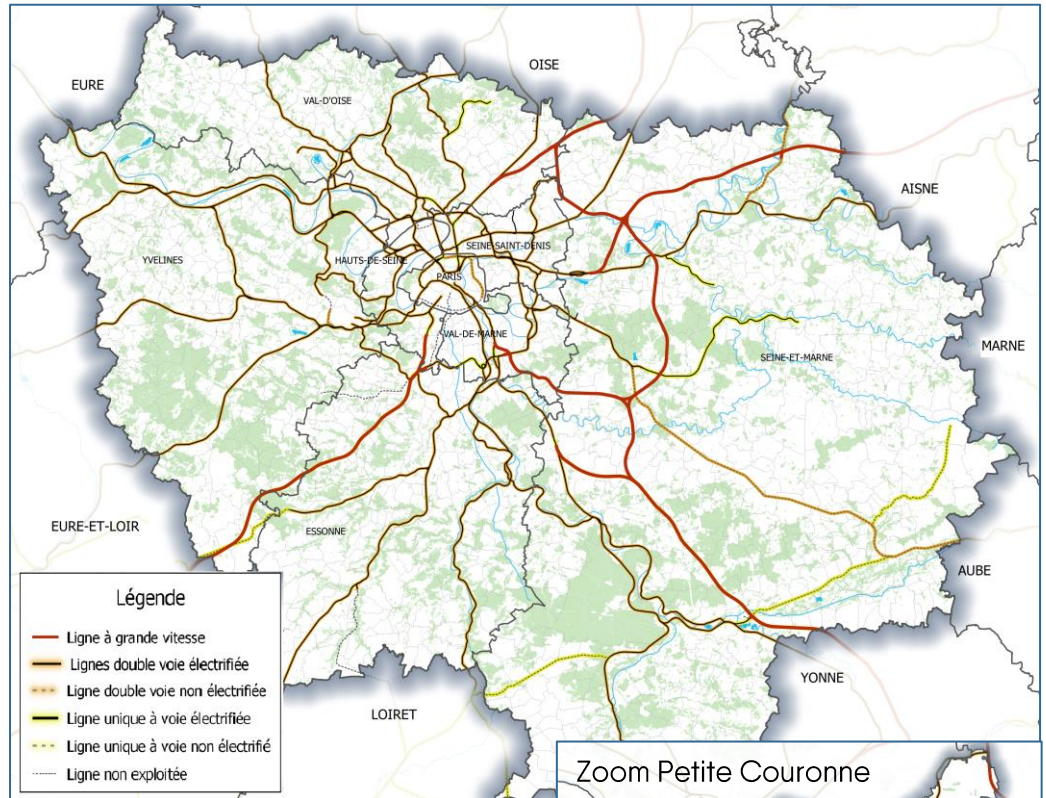 OISE
EURE
VAL-D'OISE
AISNE
SEINE-SAINT-DENIS
YVELINES
HAUTS-DE-SEINE
PARIS
VAL-DE-MARNE
MARNE
SEINE-ET-MARNE
EURE-ET-LOIR
ESSONNE
AUBE
Légende
Ligne à grande vitesse
Lignes double voie électrifiée
Ligne double voie non électrifiée
Ligne unique à voie électrifiée
Ligne unique à voie non électrifié
Ligne non exploitée
YONNE
LOIRET
Zoom Petite Couronne